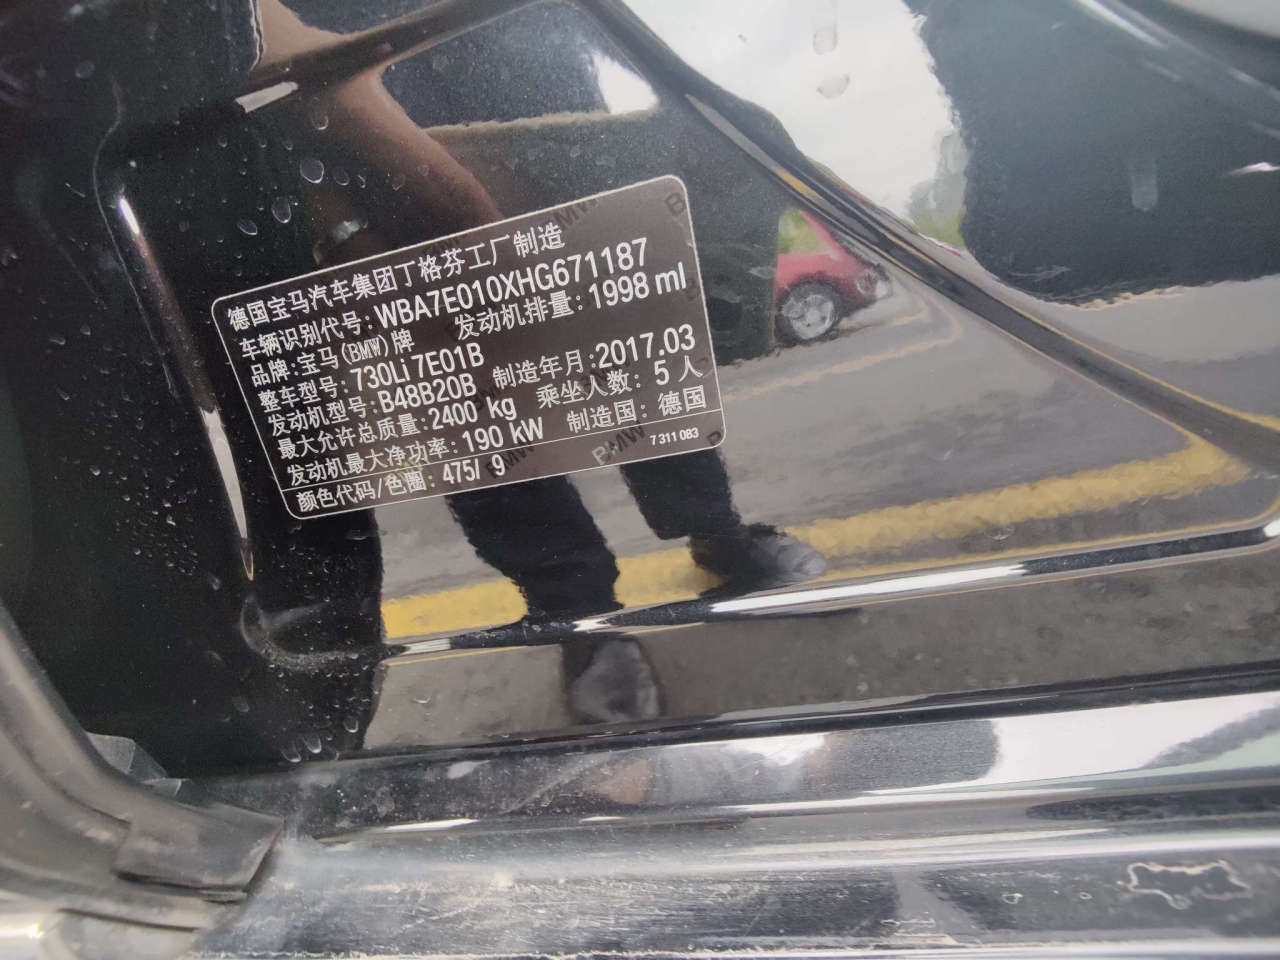 德国宝马汽车集团丁格芬工厂制造
车辆识别代号: WBA7E010XHG671187
品牌: 宝马(BMW)牌 发动机排量: 1998 ml
整车型号: 730Li 7E01B
发动机型号: B48B20B 制造年月: 2017.03
最大允许总质量: 2400 kg 乘坐人数: 5 人
发动机最大净功率: 190 kW 制造国: 德国
颜色代码/色圈: 475/ 9 7 311 083